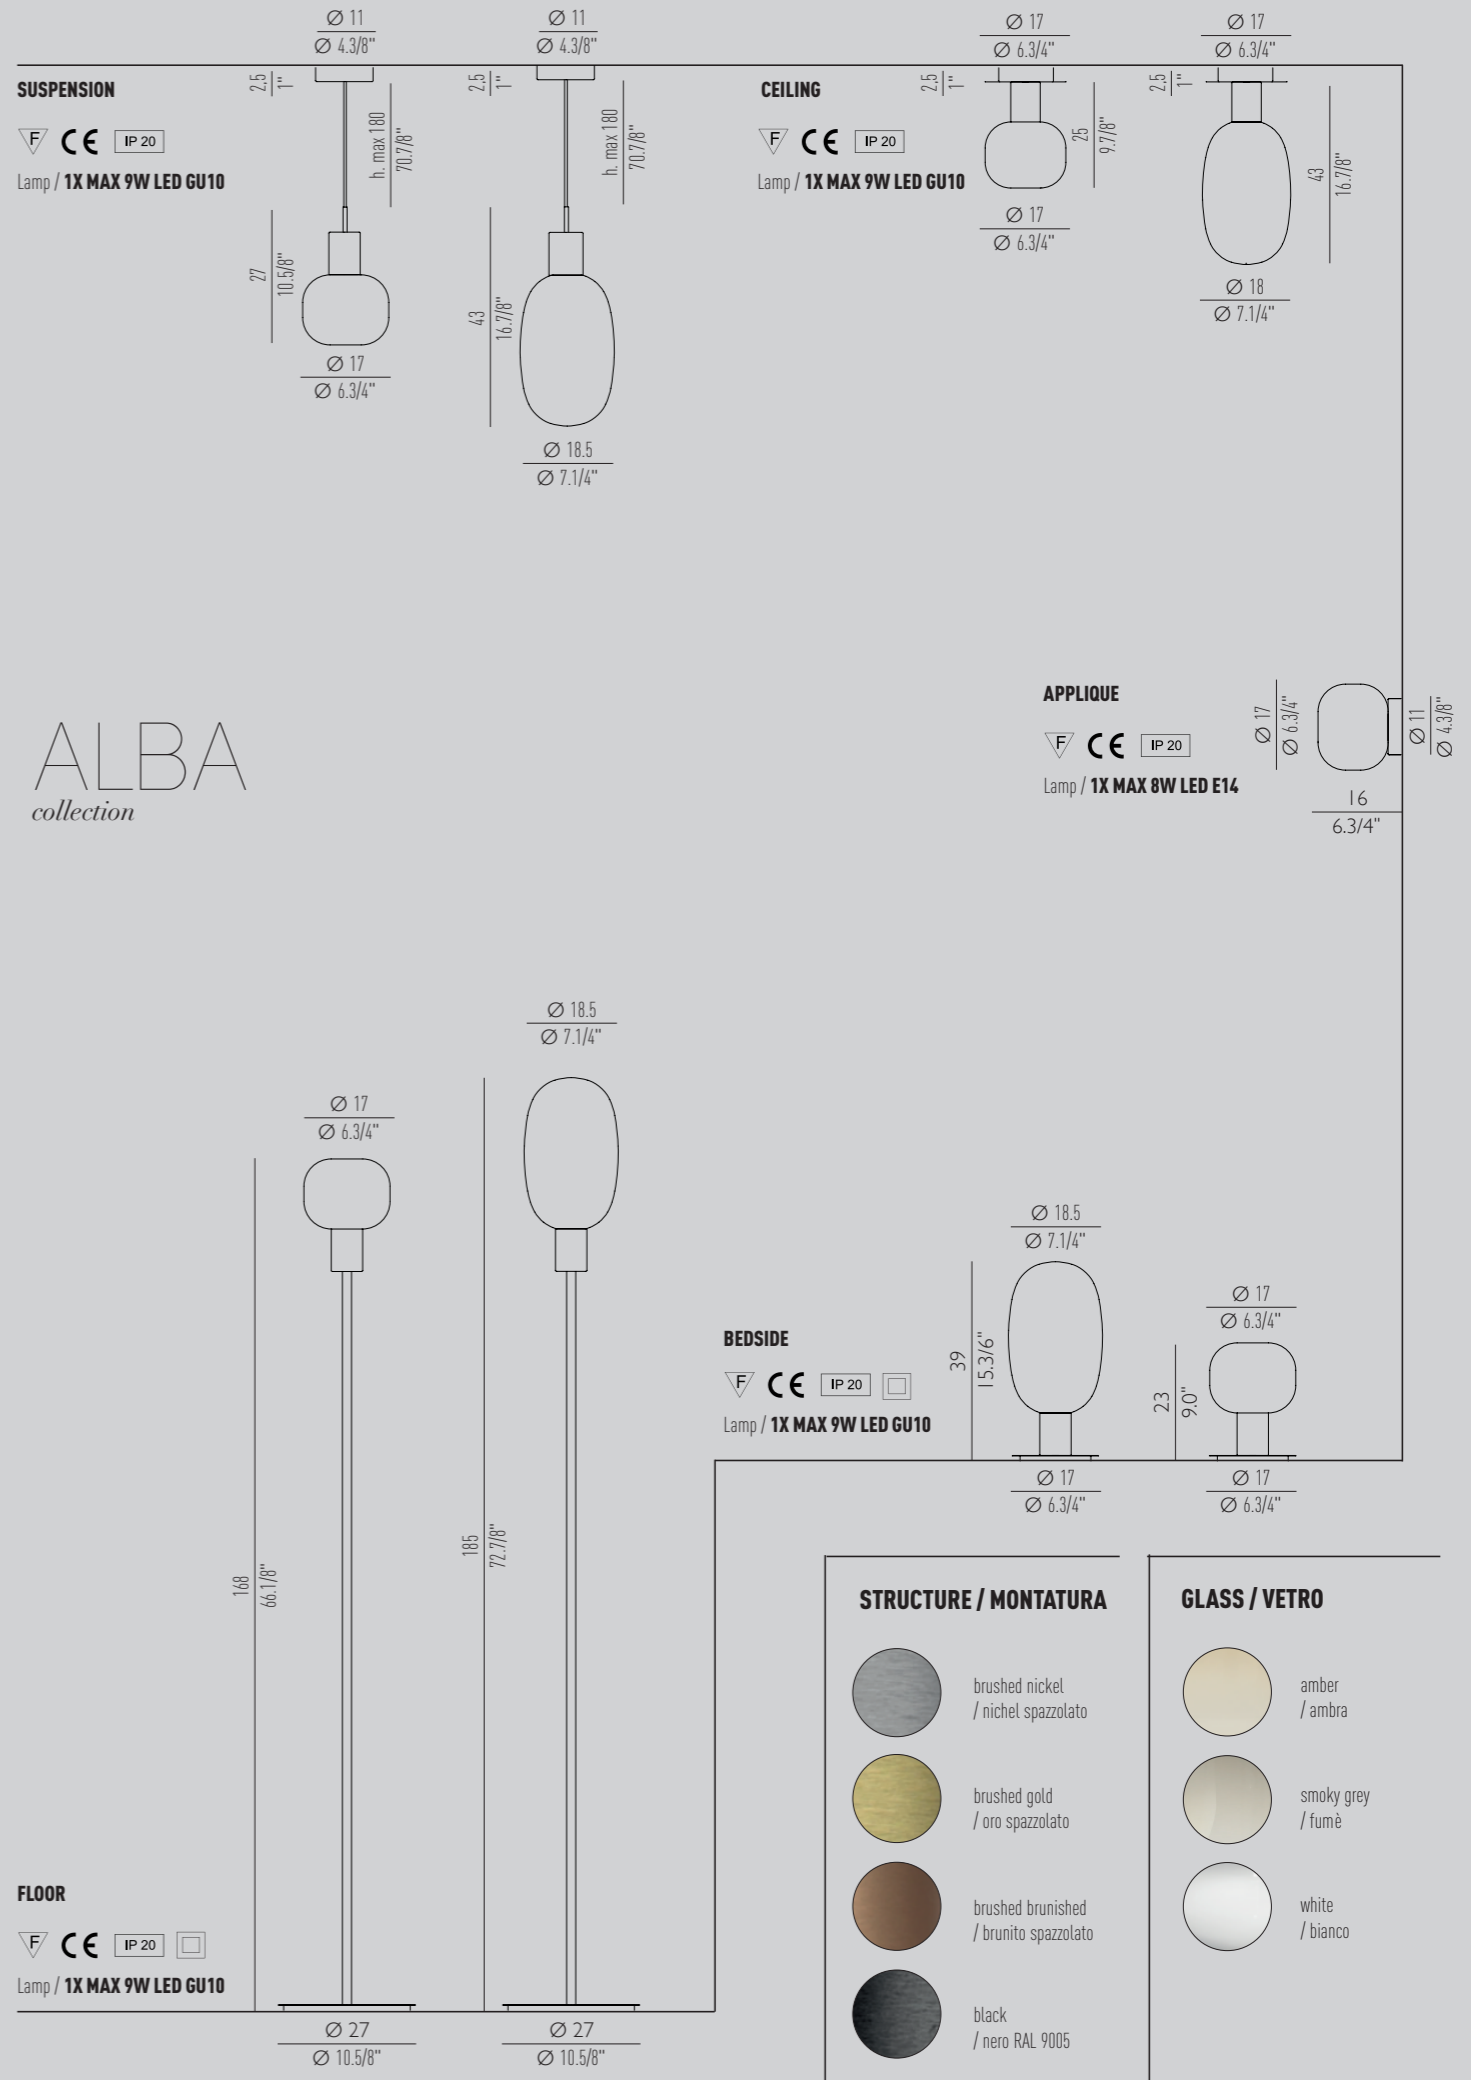 Ø 11
Ø 4.3/8"
Ø 11
Ø 4.3/8"
SUSPENSION
F CE IP 20
Lamp / 1X MAX 9W LED GU10
2,5
1"
h. max 180
70.7/8"
27
10.5/8"
Ø 17
Ø 6.3/4"
2,5
1"
h. max 180
70.7/8"
43
16.7/8"
Ø 18.5
Ø 7.1/4"
Ø 17
Ø 6.3/4"
Ø 17
Ø 6.3/4"
CEILING
F CE IP 20
Lamp / 1X MAX 9W LED GU10
2,5
1"
25
9.7/8"
Ø 17
Ø 6.3/4"
2,5
1"
43
16.7/8"
Ø 18
Ø 7.1/4"
APPLIQUE
F CE IP 20
Lamp / 1X MAX 8W LED E14
Ø 17
Ø 6.3/4"
Ø 11
Ø 4.3/8"
16
6.3/4"
ALBA
collection
Ø 17
Ø 6.3/4"
168
66.1/8"
Ø 18.5
Ø 7.1/4"
185
72.7/8"
FLOOR
F CE IP 20
Lamp / 1X MAX 9W LED GU10
Ø 27
Ø 10.5/8"
Ø 27
Ø 10.5/8"
BEDSIDE
F CE IP 20
Lamp / 1X MAX 9W LED GU10
Ø 18.5
Ø 7.1/4"
39
15.3/6"
Ø 17
Ø 6.3/4"
Ø 17
Ø 6.3/4"
23
9.0"
Ø 17
Ø 6.3/4"
STRUCTURE / MONTATURA
brushed nickel
/ nichel spazzolato
brushed gold
/ oro spazzolato
brushed brunished
/ brunito spazzolato
black
/ nero RAL 9005
GLASS / VETRO
amber
/ ambra
smoky grey
/ fumè
white
/ bianco